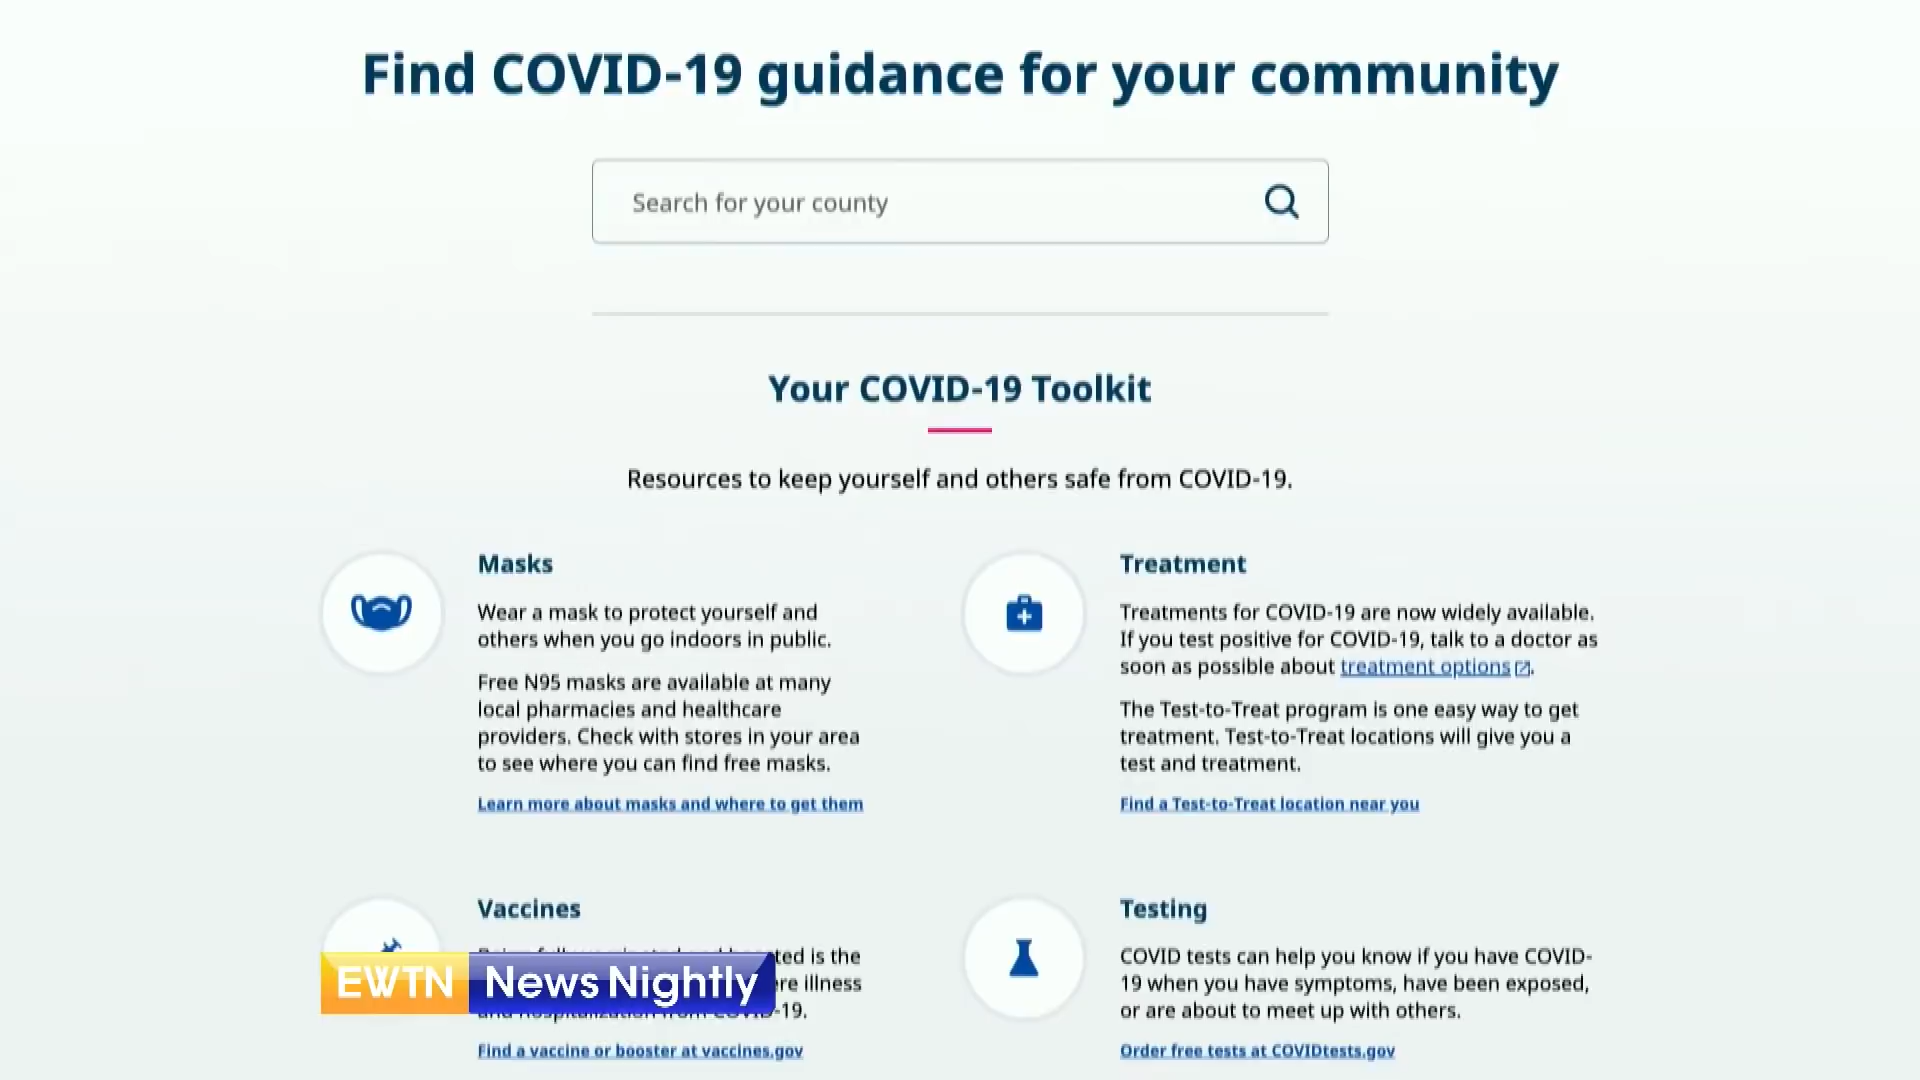 Find COVID-19 guidance for your community
Search for your county
Your COVID-19 Toolkit
Resources to keep yourself and others safe from COVID-19.
Masks
Wear a mask to protect yourself and
others when you go indoors in public.
Free N95 masks are available at many
local pharmacies and healthcare
providers. Check with stores in your area
to see where you can find free masks.
Learn more about masks and where to get them
Treatment
Treatments for COVID-19 are now widely available.
If you test positive for COVID-19, talk to a doctor as
soon as possible about treatment options.
The Test-to-Treat program is one easy way to get
treatment. Test-to-Treat locations will give you a
test and treatment.
Find a Test-to-Treat location near you
Vaccines
is the
illness
and hospitalization from COVID-19.
Find a vaccine or booster at vaccines.gov
Testing
COVID tests can help you know if you have COVID-
19 when you have symptoms, have been exposed,
or are about to meet up with others.
Order free tests at COVIDtests.gov
EWTN News Nightly